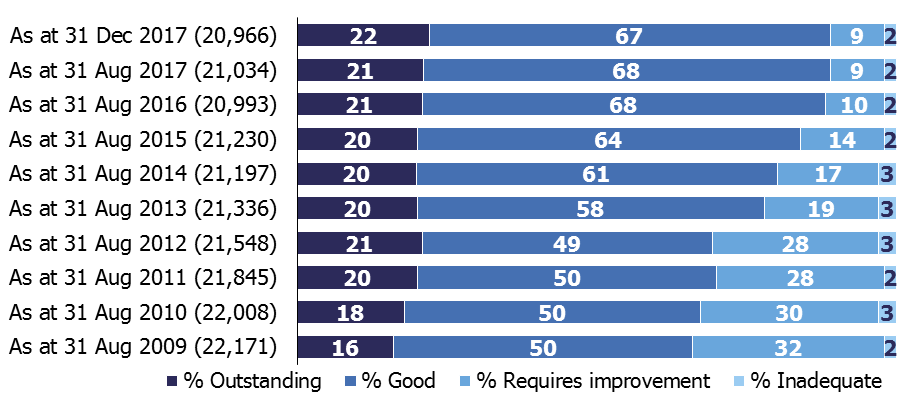 As at 31 Dec 2017 (20,966) 22 67 9 2
As at 31 Aug 2017 (21,034) 21 68 9 2
As at 31 Aug 2016 (20,993) 21 68 10 2
As at 31 Aug 2015 (21,230) 20 64 14 2
As at 31 Aug 2014 (21,197) 20 61 17 3
As at 31 Aug 2013 (21,336) 20 58 19 3
As at 31 Aug 2012 (21,548) 21 49 28 3
As at 31 Aug 2011 (21,845) 20 50 28 2
As at 31 Aug 2010 (22,008) 18 50 30 3
As at 31 Aug 2009 (22,171) 16 50 32 2
% Outstanding % Good % Requires improvement % Inadequate